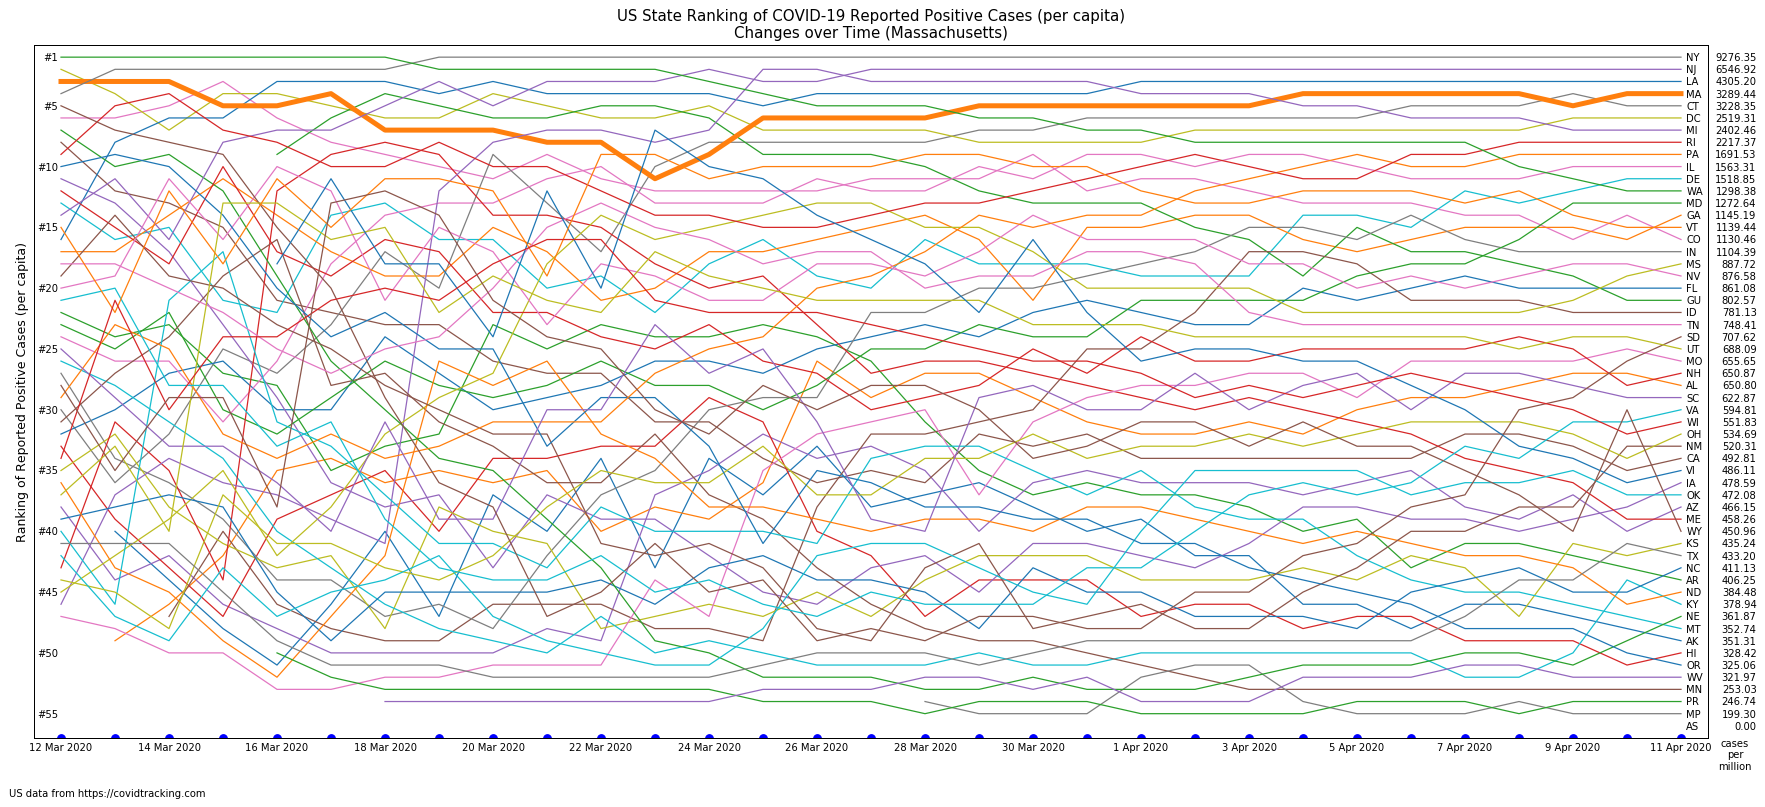 US State Ranking of COVID-19 Reported Positive Cases (per capita)
Changes over Time (Massachusetts)
Ranking of Reported Positive Cases (per capita)
#1
#5
#10
#15
#20
#25
#30
#35
#40
#45
#50
#55
NY 9276.35
NJ 6546.92
LA 4305.20
MA 3289.44
CT 3228.35
DC 2519.31
MI 2402.46
RI 2217.37
PA 1691.53
IL 1563.31
DE 1518.85
WA 1298.38
MD 1272.64
GA 1145.19
VT 1139.44
CO 1130.46
IN 1104.39
MS 887.72
NV 876.58
FL 861.08
GU 802.57
ID 781.13
TN 748.41
SD 707.62
UT 688.09
MO 655.65
NH 650.87
AL 650.80
SC 622.87
VA 594.81
WI 551.83
OH 534.69
NM 520.31
CA 492.81
VI 486.11
IA 478.59
OK 472.08
AZ 466.15
ME 458.26
WY 450.96
KS 435.24
TX 433.20
NC 411.13
AR 406.25
ND 384.48
KY 378.94
NE 361.87
MT 352.74
AK 351.31
HI 328.42
OR 325.06
WV 321.97
MN 253.03
PR 246.74
MP 199.30
AS 0.00
12 Mar 2020 14 Mar 2020 16 Mar 2020 18 Mar 2020 20 Mar 2020 22 Mar 2020 24 Mar 2020 26 Mar 2020 28 Mar 2020 30 Mar 2020 1 Apr 2020 3 Apr 2020 5 Apr 2020 7 Apr 2020 9 Apr 2020 11 Apr 2020
cases
per
million
US data from https://covidtracking.com